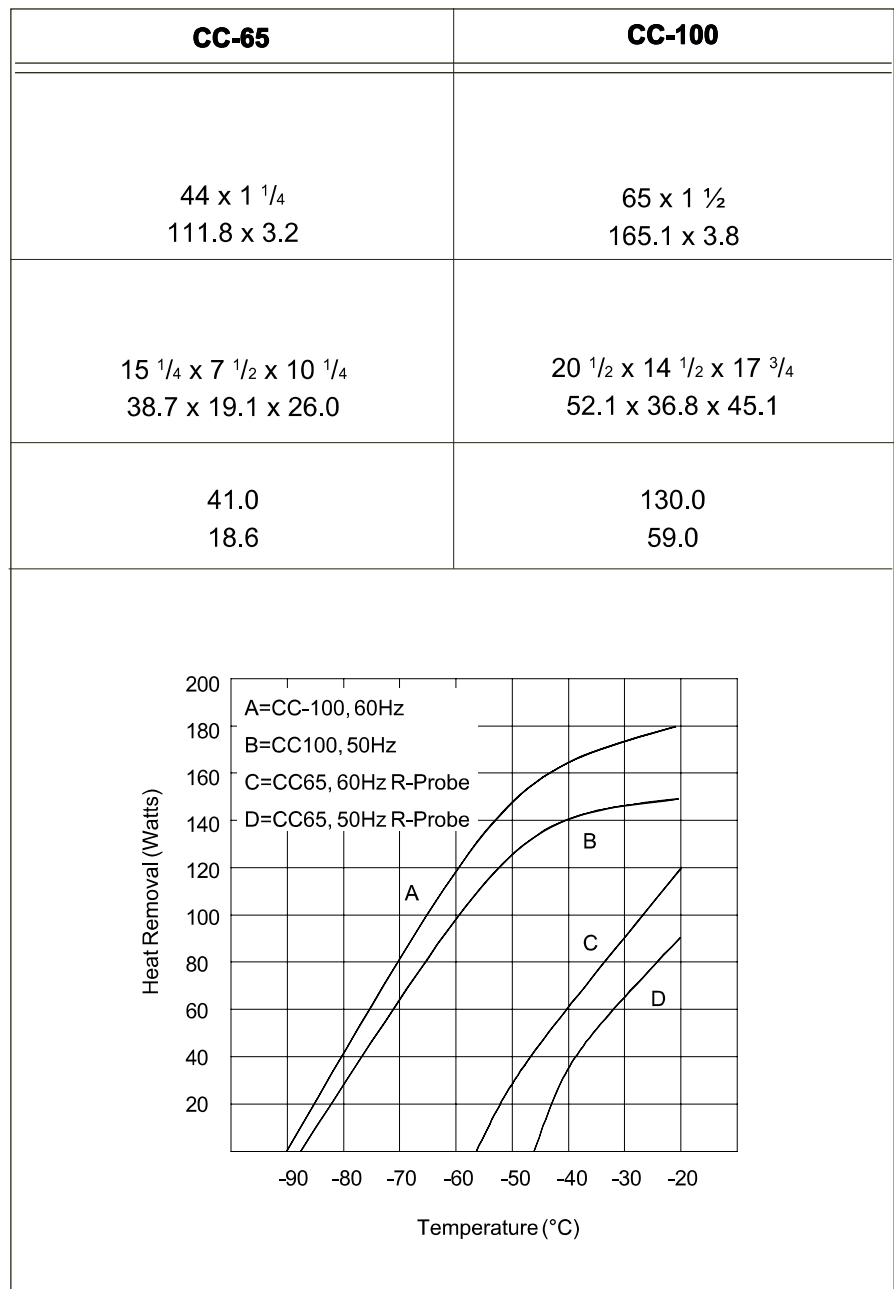 CC-65 CC-100
44 x 1 1/4 65 x 1 ½
111.8 x 3.2 165.1 x 3.8
15 1/4 x 7 1/2 x 10 1/4 20 1/2 x 14 1/2 x 17 3/4
38.7 x 19.1 x 26.0 52.1 x 36.8 x 45.1
41.0 130.0
18.6 59.0
200
180
160
140
120
100
80
60
40
20
Heat Removal (Watts)
A=CC-100, 60Hz
B=CC100, 50Hz
C=CC65, 60Hz R-Probe
D=CC65, 50Hz R-Probe
A
B
C
D
-90 -80 -70 -60 -50 -40 -30 -20
Temperature (°C)